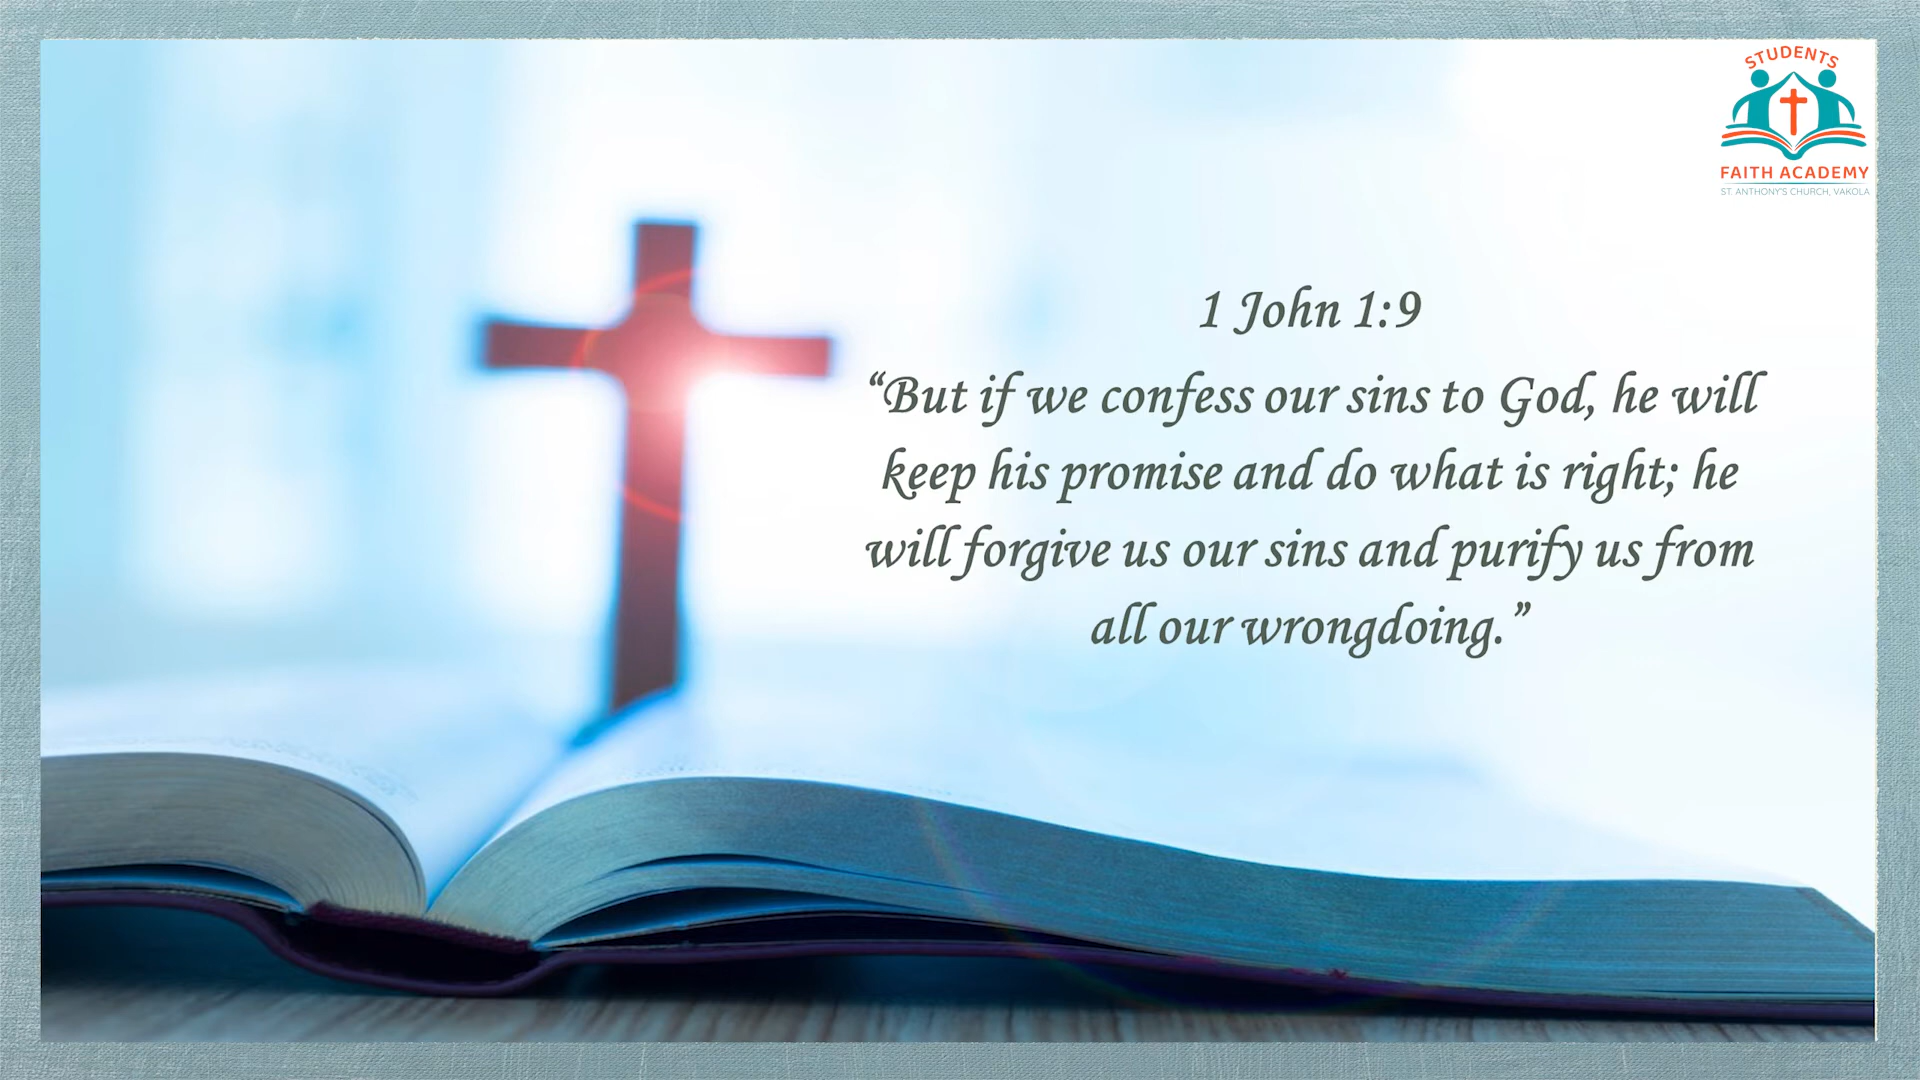 STUDENTS
FAITH ACADEMY
ST. ANTHONY'S CHURCH, VAKOLA
1 John 1:9
“But if we confess our sins to God, he will
keep his promise and do what is right; he
will forgive us our sins and purify us from
all our wrongdoing.”